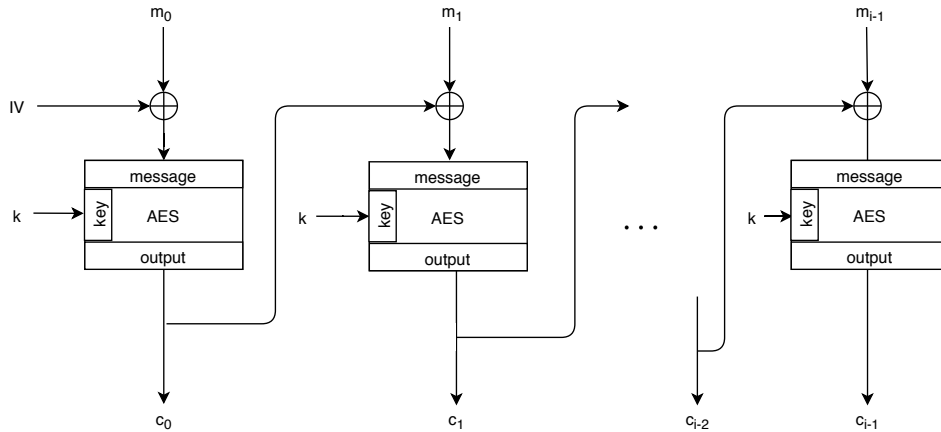 m0
m1
mi-1
IV
message
message
message
k
key
AES
k
key
AES
. . .
k
key
AES
output
output
output
c0
c1
ci-2
ci-1